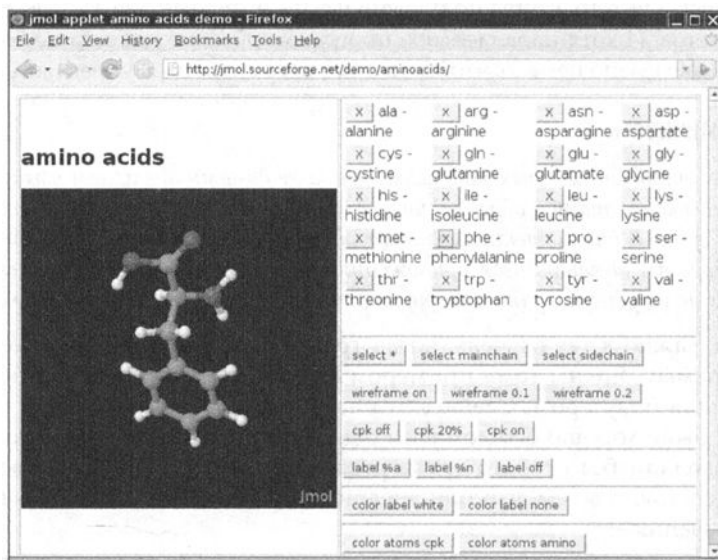 jmol applet amino acids demo - Firefox
File Edit View History Bookmarks Tools Help
http://jmol.sourceforge.net/demo/aminoacids/
amino acids
Jmol
x ala - alanine
x arg - arginine
x asn - asparagine
x asp - aspartate
x cys - cystine
x gln - glutamine
x glu - glutamate
x gly - glycine
x his - histidine
x ile - isoleucine
x leu - leucine
x lys - lysine
x met - methionine
x phe - phenylalanine
x pro - proline
x ser - serine
x thr - threonine
x trp - tryptophan
x tyr - tyrosine
x val - valine
select * select mainchain select sidechain
wireframe on wireframe 0.1 wireframe 0.2
cpk off cpk 20% cpk on
label %a label %n label off
color label white color label none
color atoms cpk color atoms amino